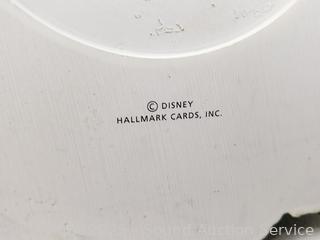 © DISNEY
HALLMARK CARDS, INC.
Sound Auction Service